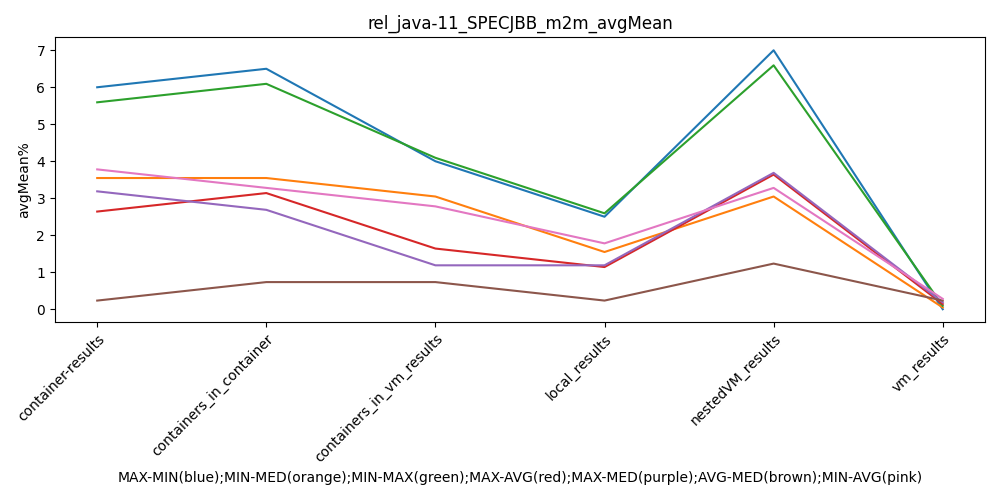 rel_java-11_SPECJBB_m2m_avgMean
avgMean%
7
6
5
4
3
2
1
0
container-results
containers_in_container
containers_in_vm_results
local_results
nestedVM_results
vm_results
MAX-MIN(blue);MIN-MED(orange);MIN-MAX(green);MAX-AVG(red);MAX-MED(purple);AVG-MED(brown);MIN-AVG(pink)